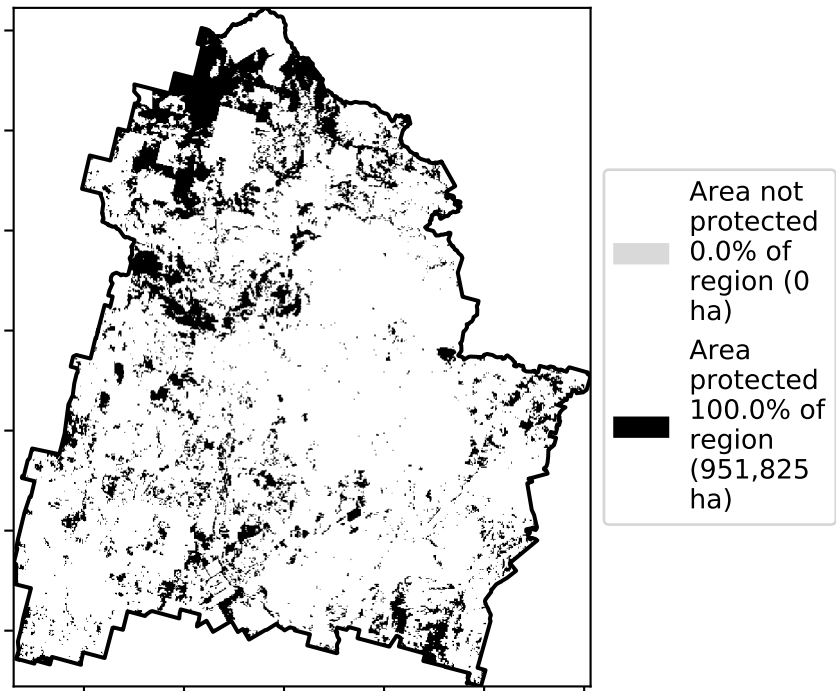 Area not
protected
0.0% of
region (0
ha)
Area
protected
100.0% of
region
(951,825
ha)